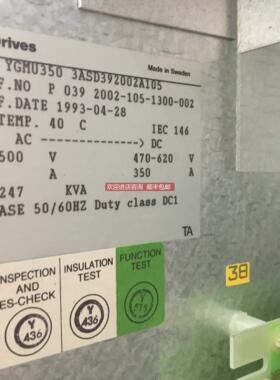 Drives
Made in Sweden
YGMU350 3ASD392002A105
F.NO P 039 2002-105-1300-002
F.DATE 1993-04-28
TEMP. 40 C IEC 146
AC -----------> DC
500 V 470-620 V
A 350 A
247 KVA
欢迎进店咨询 顺丰包邮
ASE 50/60HZ Duty class DC1
TA
INSPECTION AND ES-CHECK
INSULATION TEST
FUNCTION TEST
Y 436
Y 436
38